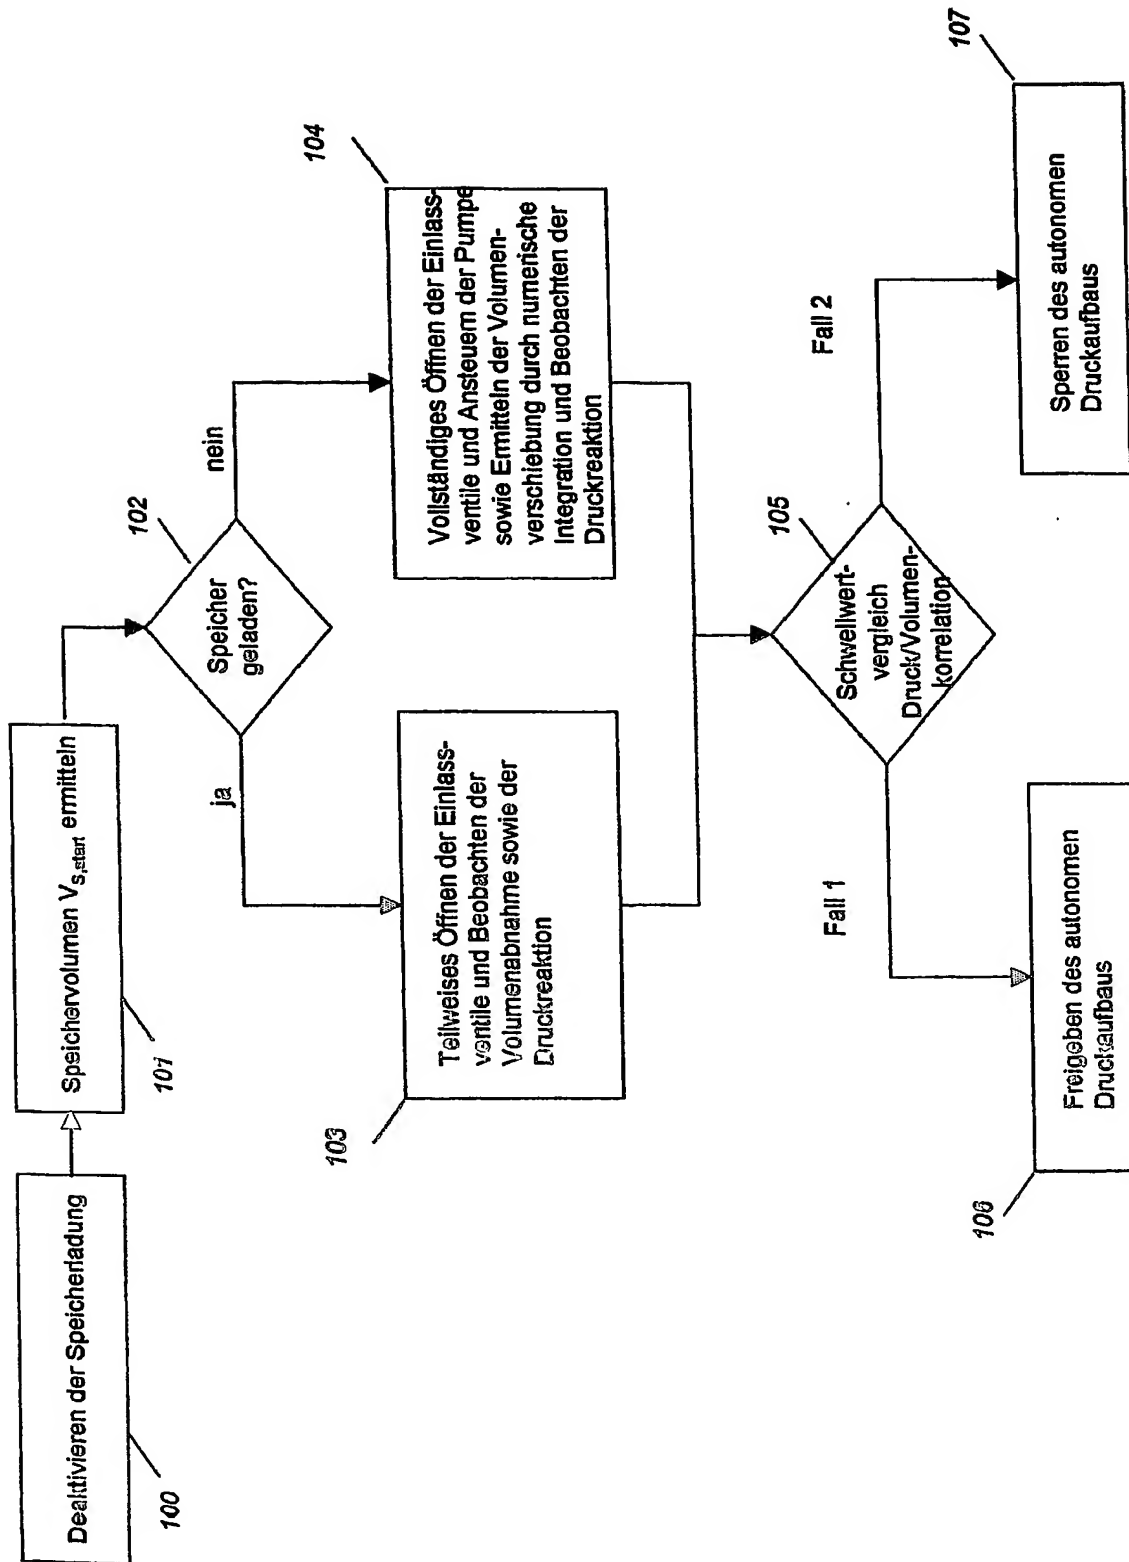 Deaktivieren der Speicherladung
100
Speichervolumen V_{S,start} ermitteln
101
102
Speicher
geladen?
ja
nein
Teilweises Öffnen der Einlass-
ventile und Beobachten der
Volumenabnahme sowie der
Druckreaktion
103
104
Vollständiges Öffnen der Einlass-
ventile und Ansteuern der Pumpe
sowie Ermitteln der Volumen-
verschiebung durch numerische
Integration und Beobachten der
Druckreaktion
105
Schwellwert-
vergleich
Druck/Volumen-
korrelation
Fall 1
Fall 2
Freigeben des autonomen
Druckaufbaus
106
107
Sperren des autonomen
Druckaufbaus